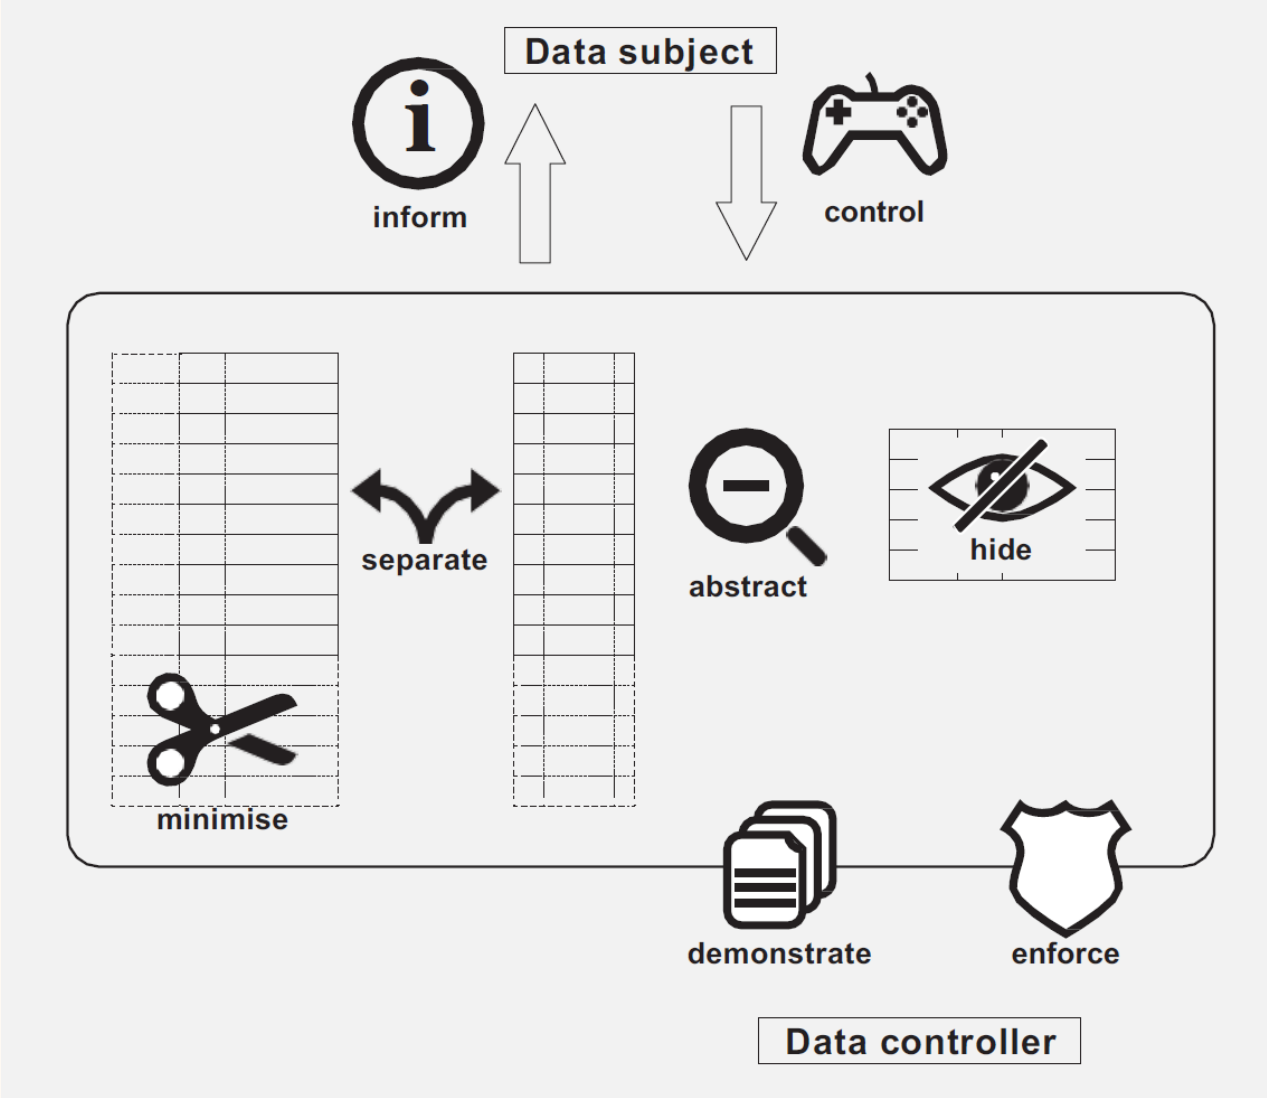 Data subject
i
inform
control
separate
abstract
hide
minimise
demonstrate
enforce
Data controller